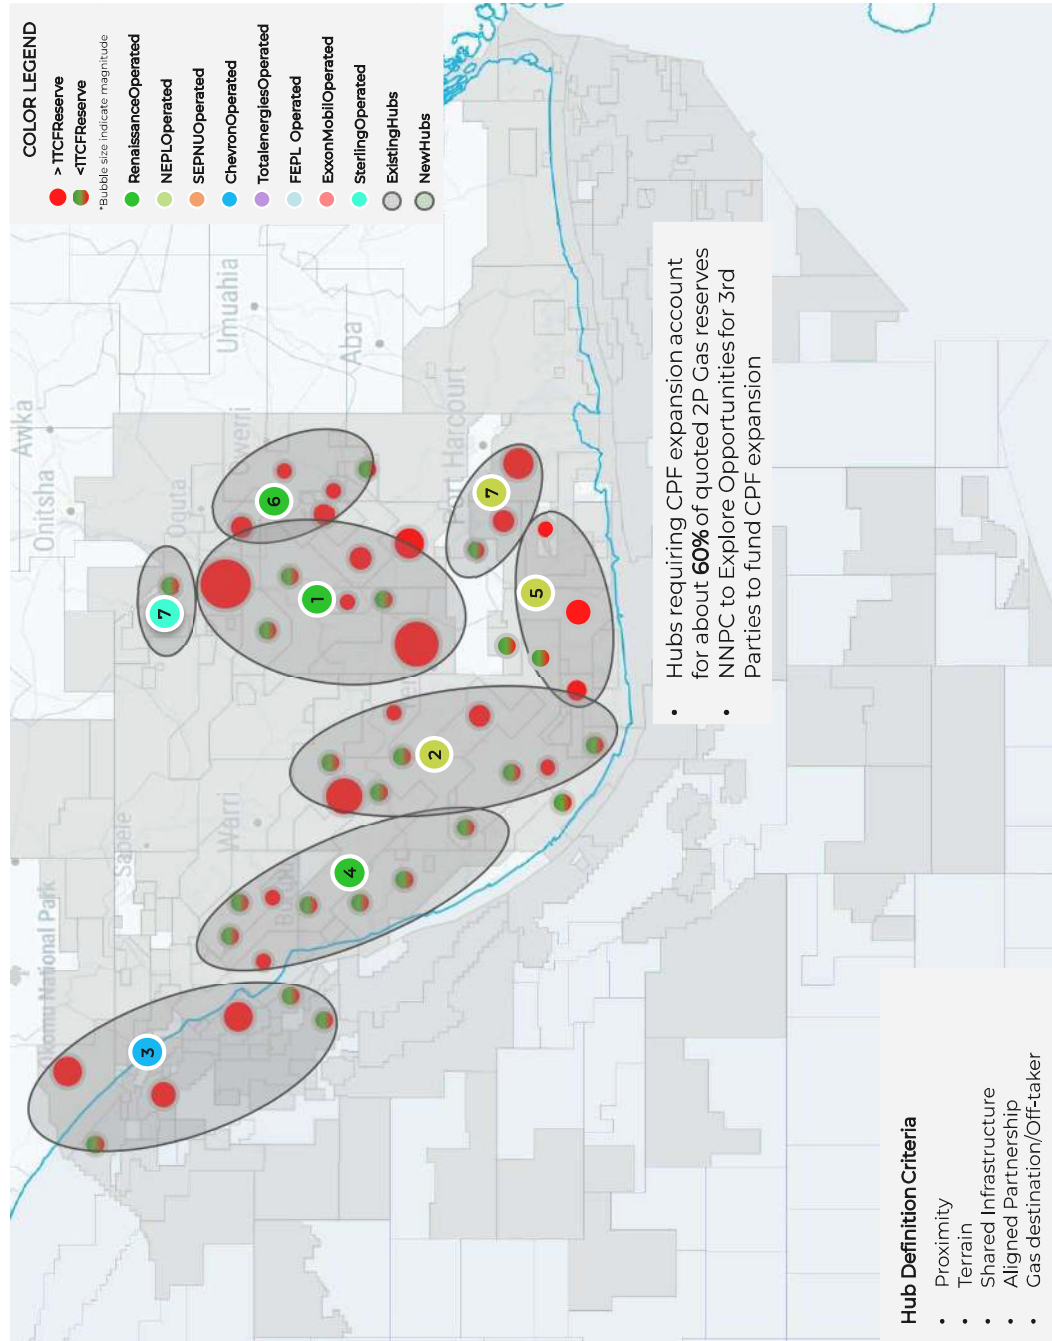 COLOR LEGEND
> 1TCFReserve
<1TCFReserve
*Bubble size indicate magnitude
RenaissanceOperated
NEPLOperated
SEPNUOperated
ChevronOperated
TotalenergiesOperated
FEPL Operated
ExxonMobilOperated
SterlingOperated
ExistingHubs
NewHubs
Awka
Onitsha
Umuahia
Aba
Oguta
Harcourt
Sapele
Warri
National Park
7
6
1
7
5
2
4
3
• Hubs requiring CPF expansion account
for about 60% of quoted 2P Gas reserves
• NNPC to Explore Opportunities for 3rd
Parties to fund CPF expansion
Hub Definition Criteria
• Proximity
• Terrain
• Shared Infrastructure
• Aligned Partnership
• Gas destination/Off-taker